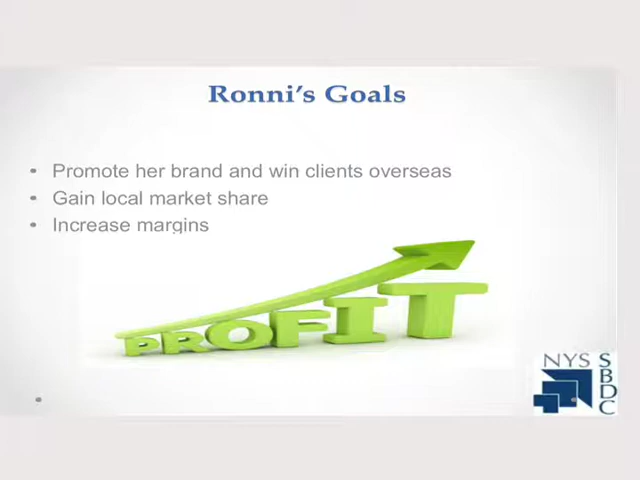 Ronni's Goals
• Promote her brand and win clients overseas
• Gain local market share
• Increase margins
PROFIT
NYS SBDC